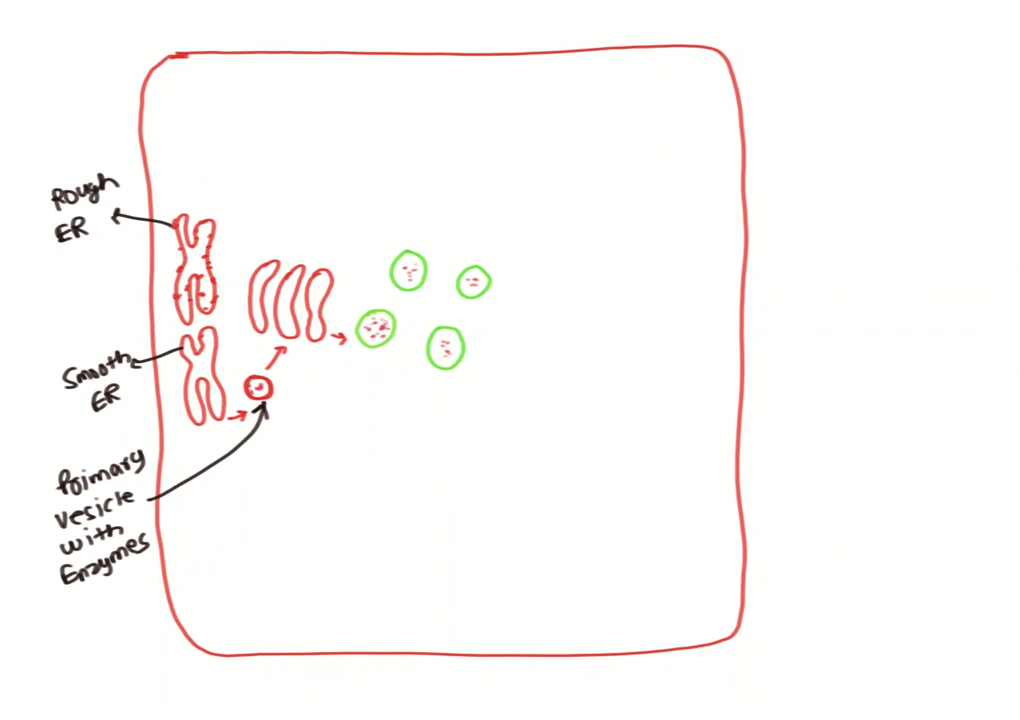 Rough
ER
Smooth
ER
Primary
vesicle
with
Enzymes